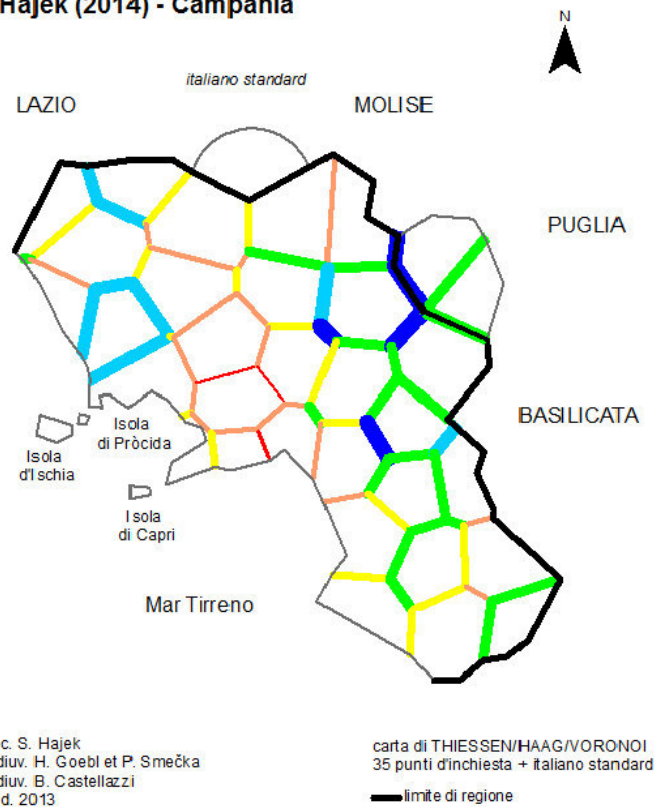 Hajek (2014) - Campania
N
italiano standard
LAZIO
MOLISE
PUGLIA
BASILICATA
Isola
di Pròcida
Isola
d'Ischia
Isola
di Capri
Mar Tirreno
c. S. Hajek
diuv. H. Goebl et P. Smečka
diuv. B. Castellazzi
d. 2013
carta di THIESSEN/HAAG/VORONOI
35 punti d'inchiesta + italiano standard
limite di regione